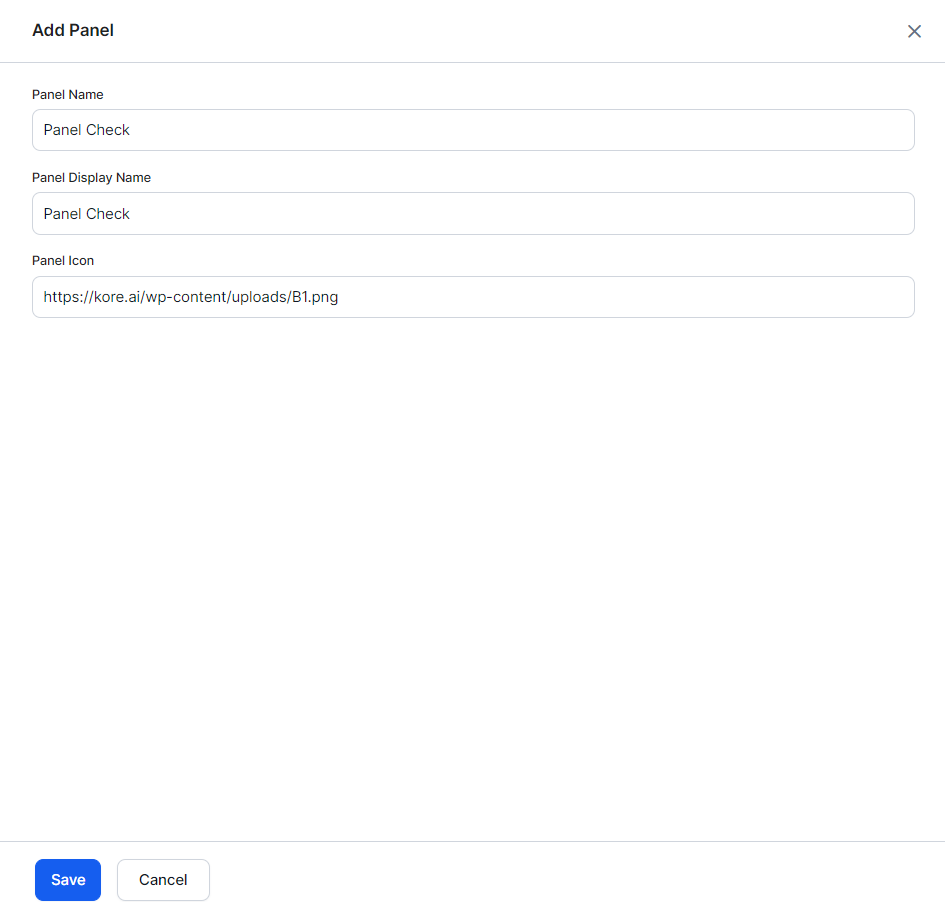 Add Panel
Panel Name
Panel Check
Panel Display Name
Panel Check
Panel Icon
https://kore.ai/wp-content/uploads/B1.png
Save
Cancel